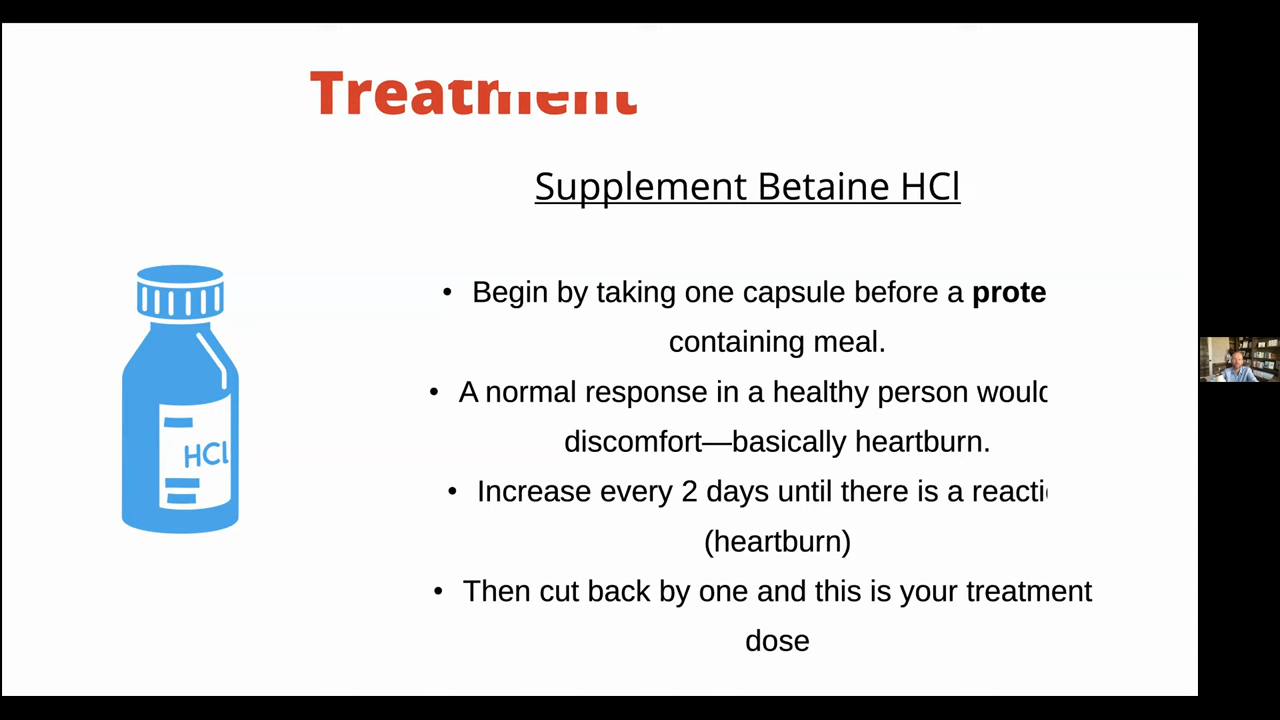 Treatment
Supplement Betaine HCl
• Begin by taking one capsule before a prote
containing meal.
• A normal response in a healthy person would
discomfort—basically heartburn.
• Increase every 2 days until there is a reacti
(heartburn)
• Then cut back by one and this is your treatment
dose
HCl